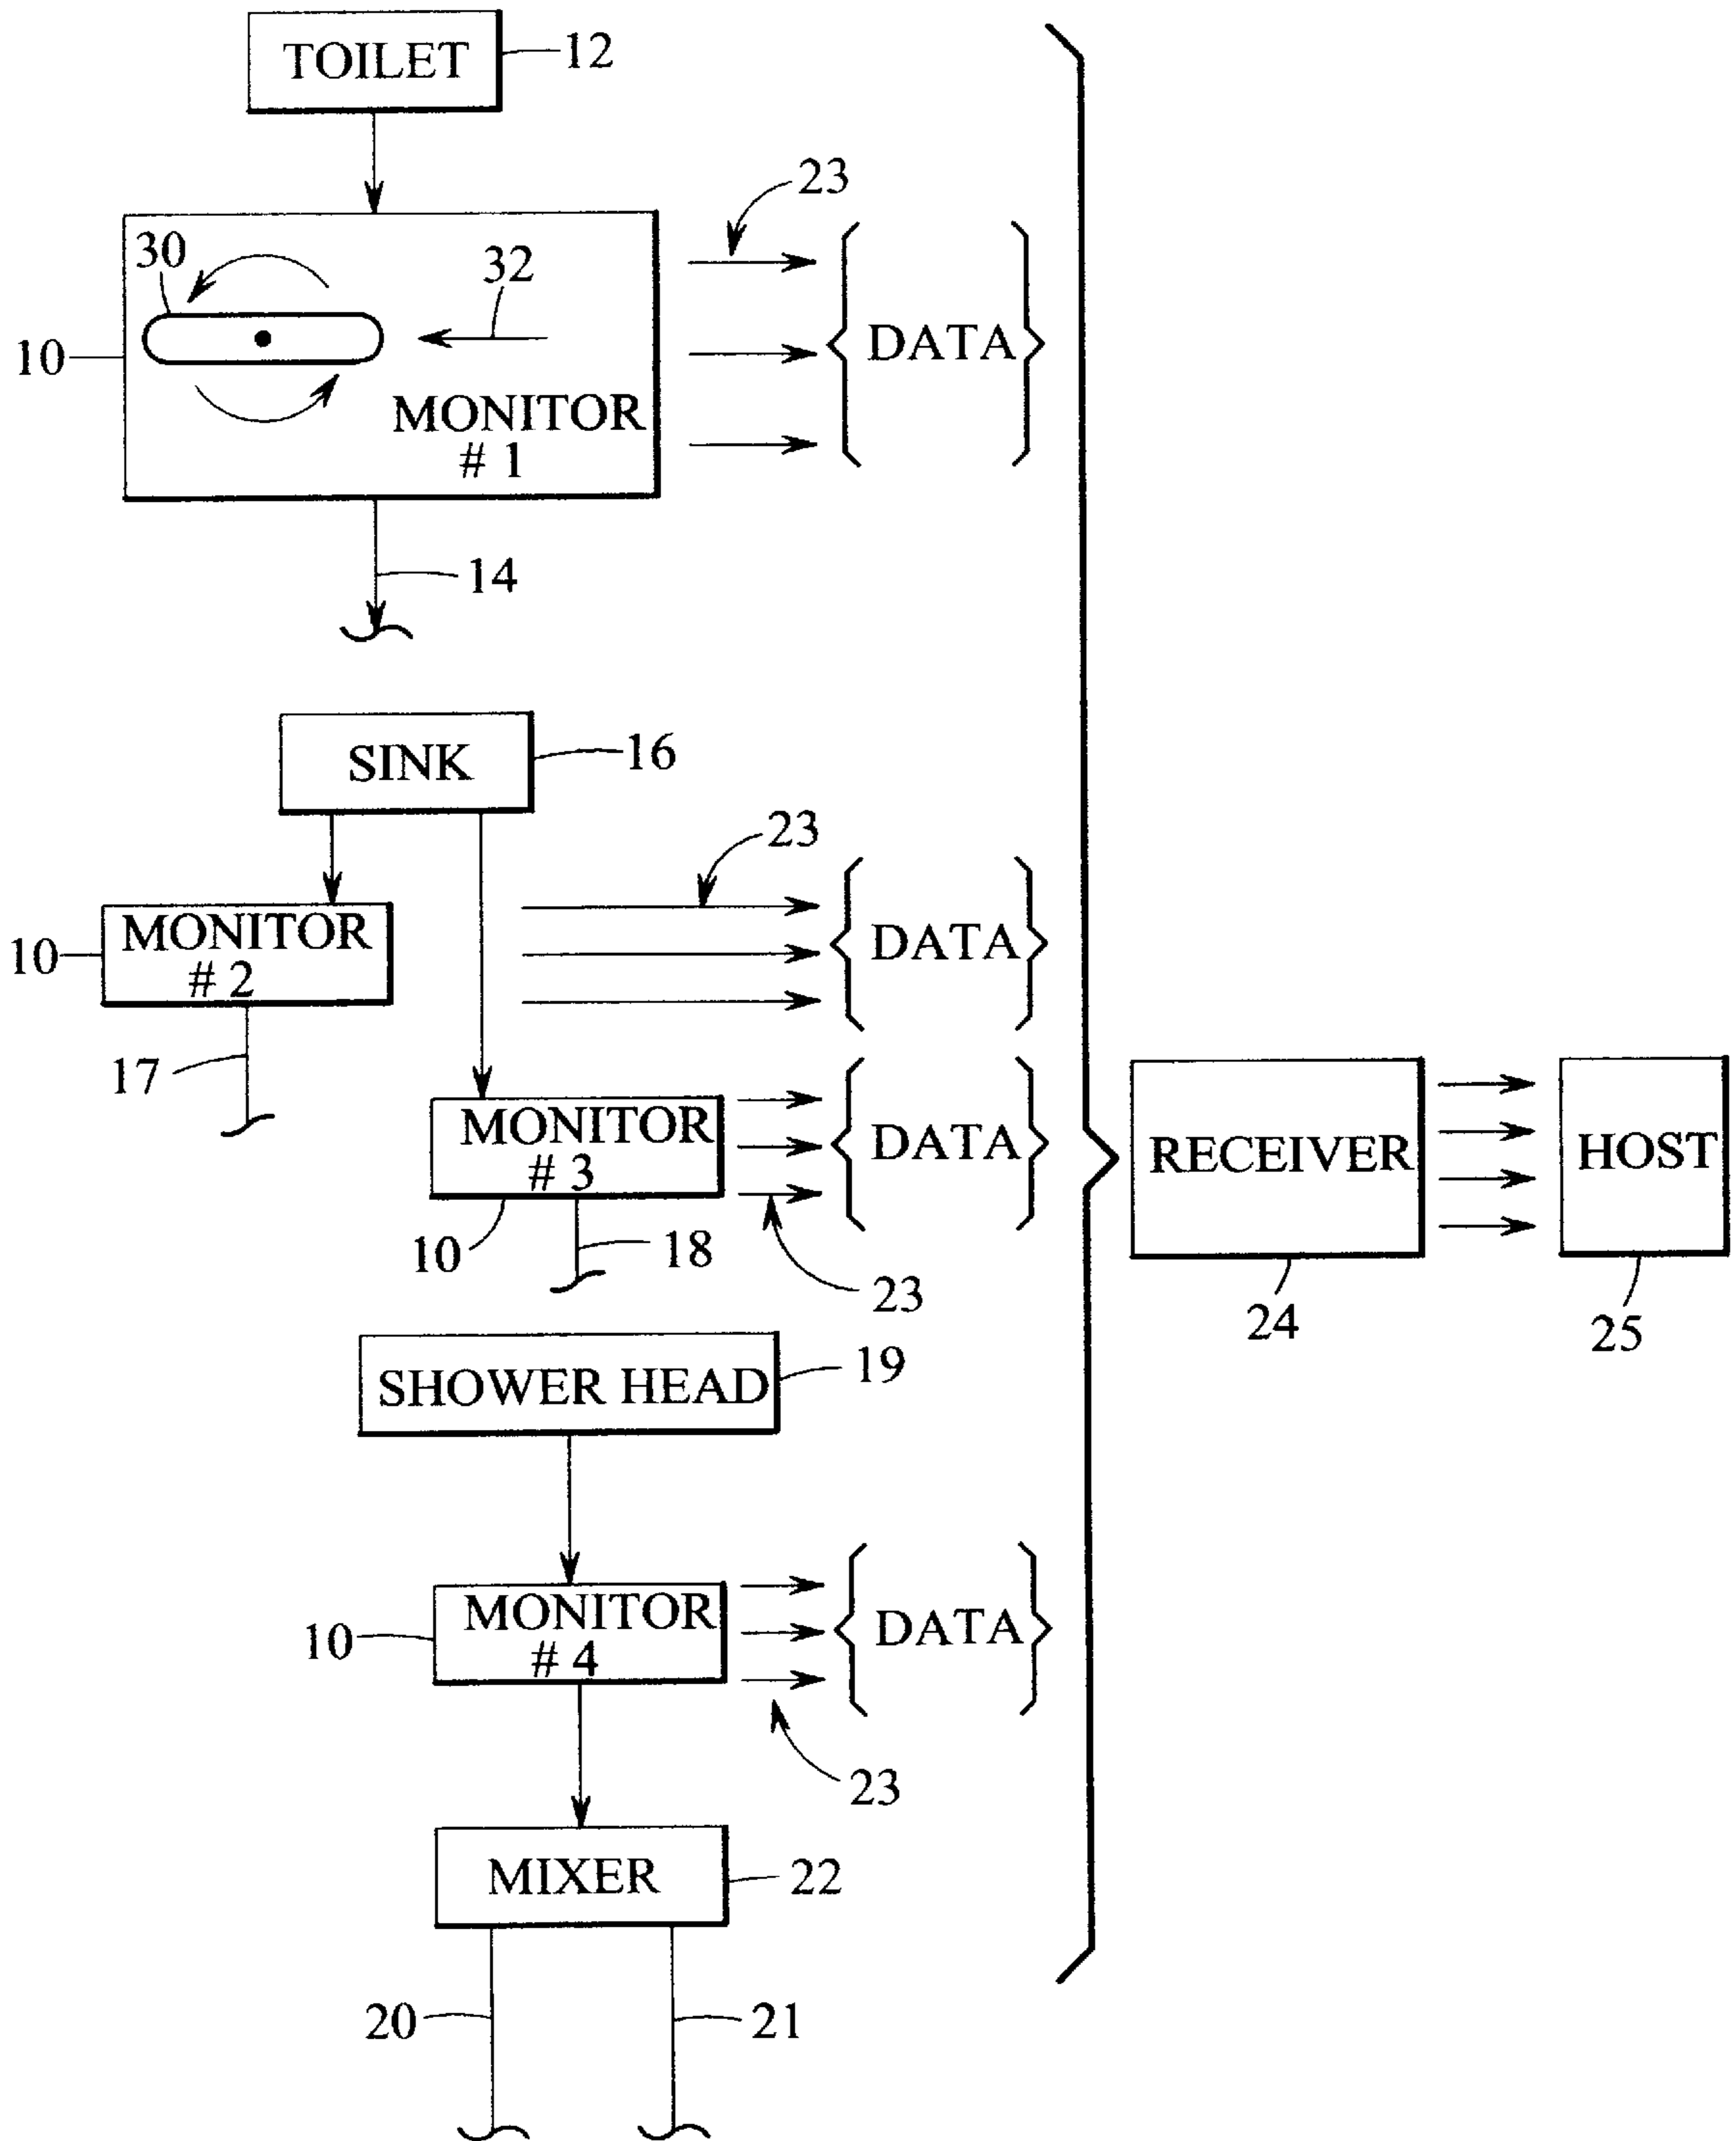 TOILET
12
23
30
32
10
DATA
MONITOR
# 1
14
SINK
16
23
MONITOR
# 2
10
DATA
17
MONITOR
# 3
DATA
RECEIVER
HOST
10
18
23
24
25
SHOWER HEAD
19
MONITOR
# 4
10
DATA
23
MIXER
22
20
21